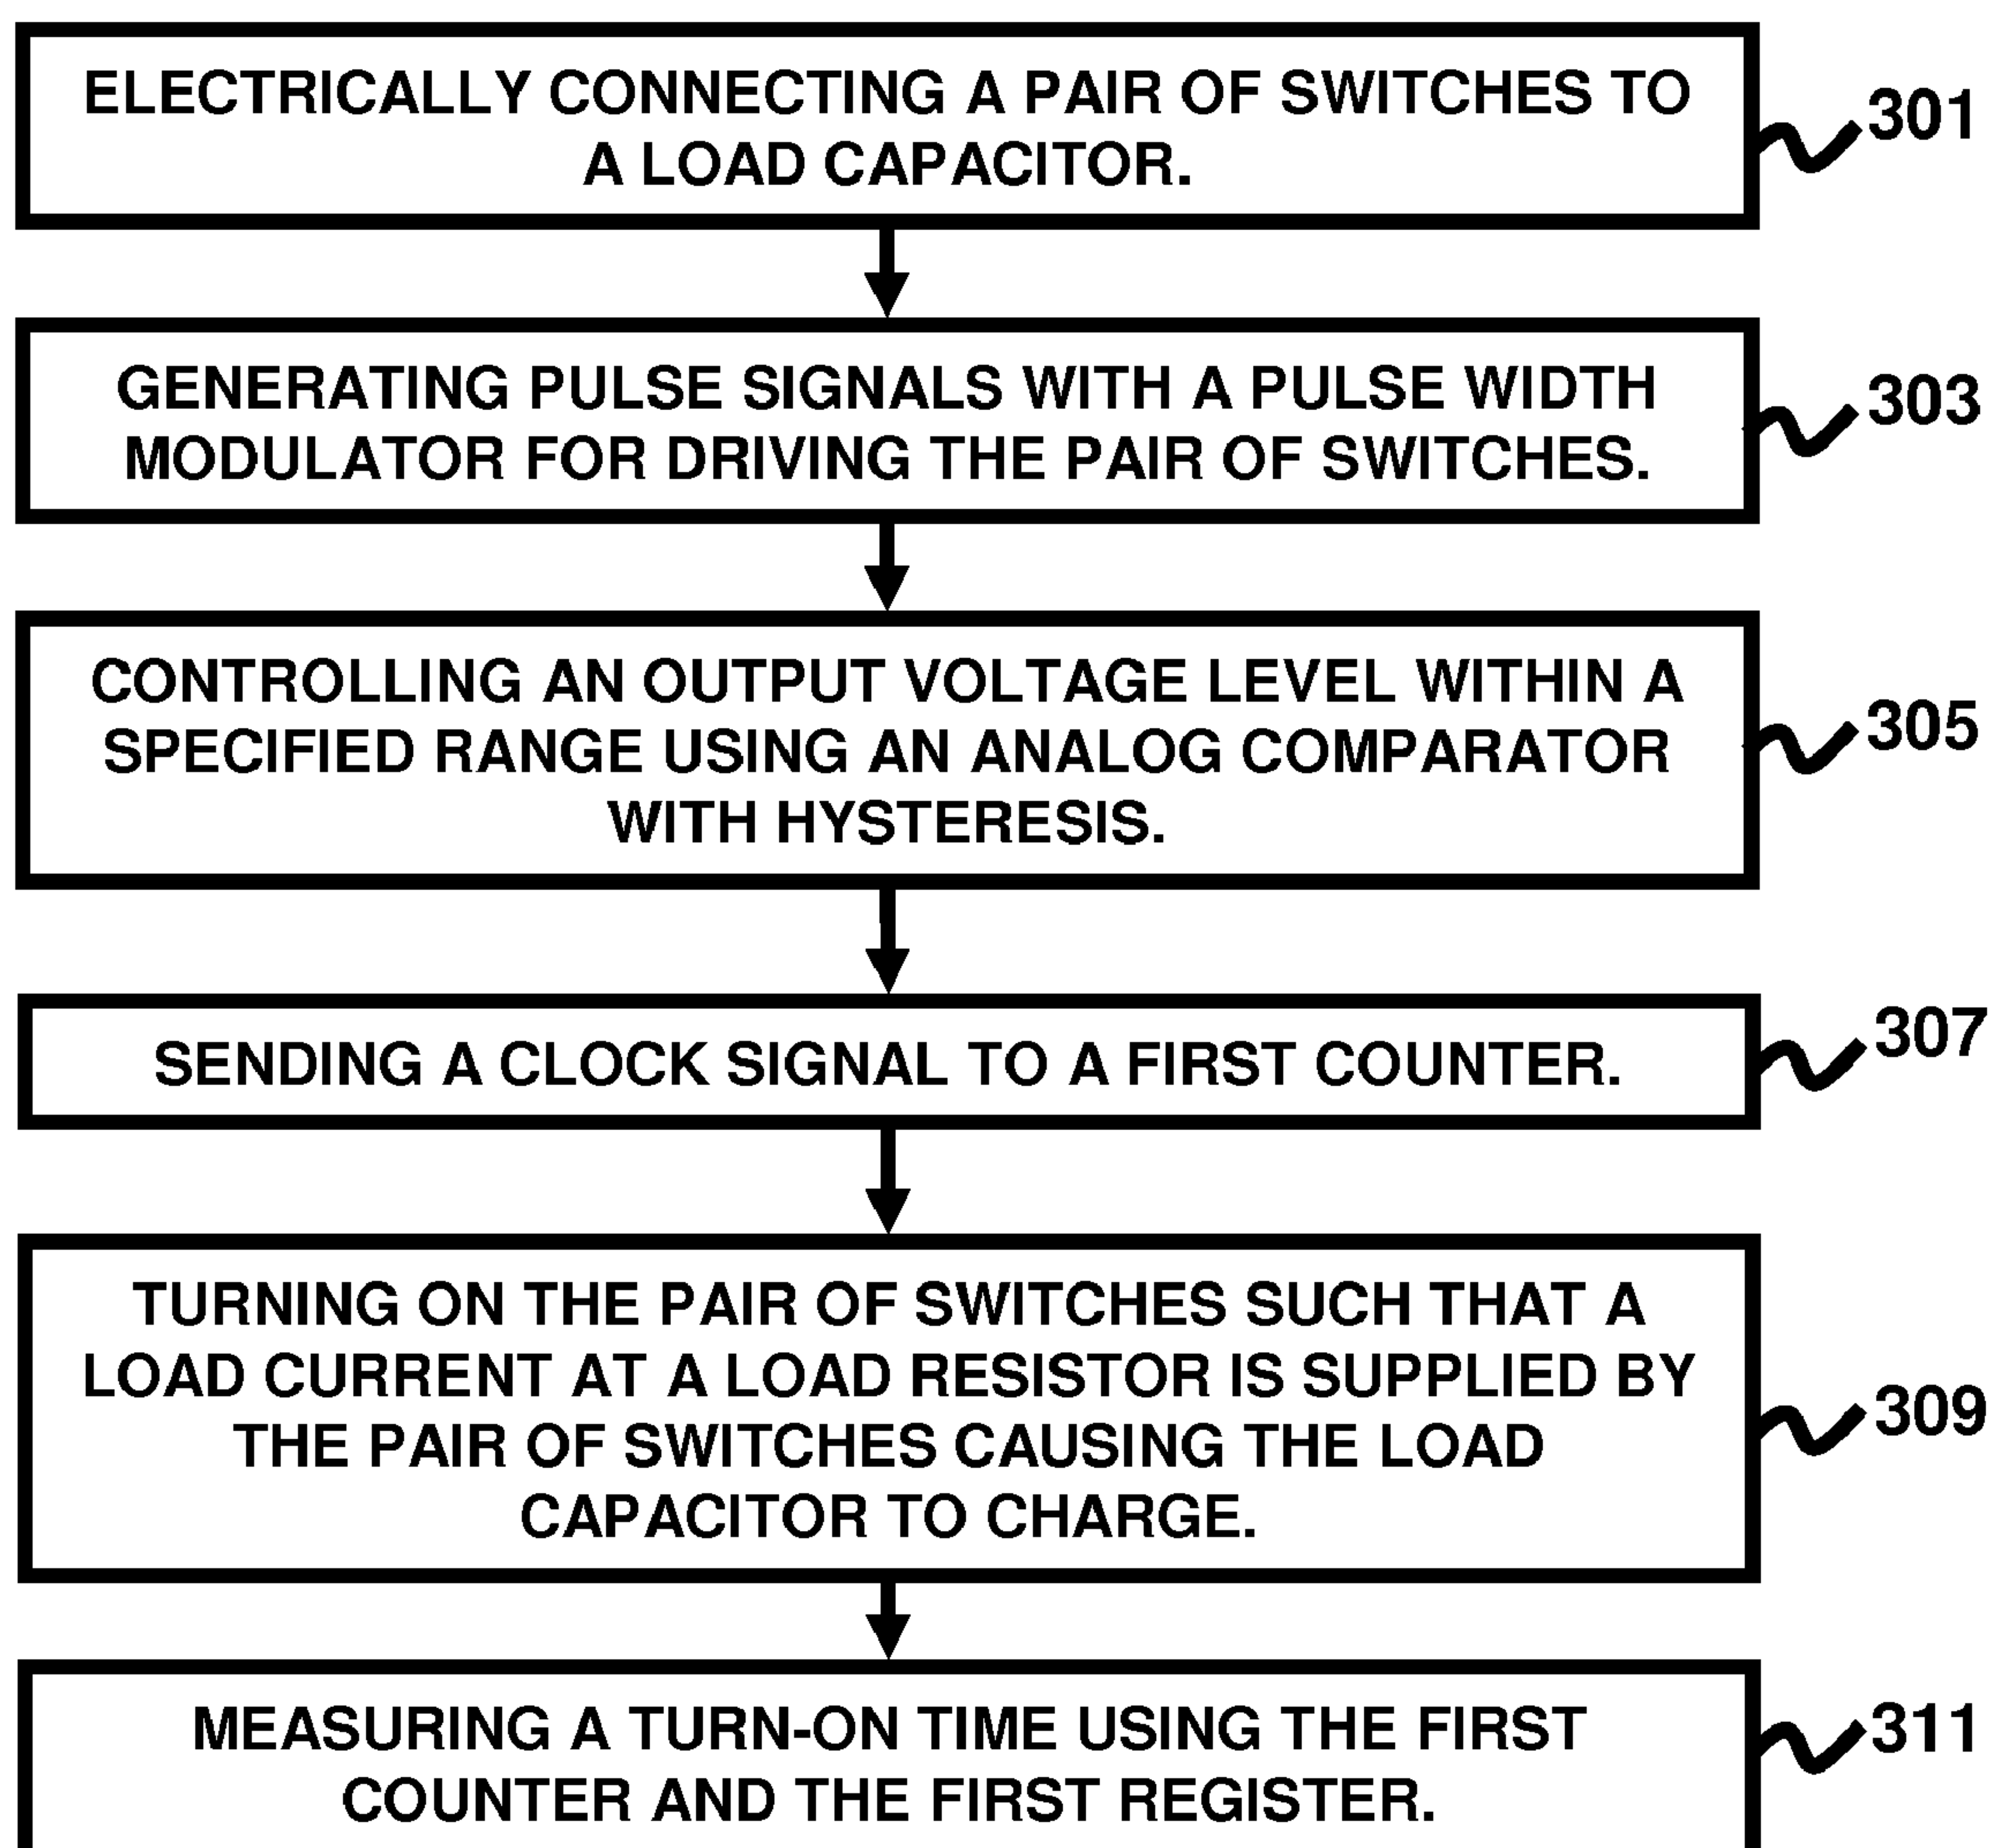 ELECTRICALLY CONNECTING A PAIR OF SWITCHES TO
A LOAD CAPACITOR.
301
GENERATING PULSE SIGNALS WITH A PULSE WIDTH
MODULATOR FOR DRIVING THE PAIR OF SWITCHES.
303
CONTROLLING AN OUTPUT VOLTAGE LEVEL WITHIN A
SPECIFIED RANGE USING AN ANALOG COMPARATOR
WITH HYSTERESIS.
305
SENDING A CLOCK SIGNAL TO A FIRST COUNTER.
307
TURNING ON THE PAIR OF SWITCHES SUCH THAT A
LOAD CURRENT AT A LOAD RESISTOR IS SUPPLIED BY
THE PAIR OF SWITCHES CAUSING THE LOAD
CAPACITOR TO CHARGE.
309
MEASURING A TURN-ON TIME USING THE FIRST
COUNTER AND THE FIRST REGISTER.
311